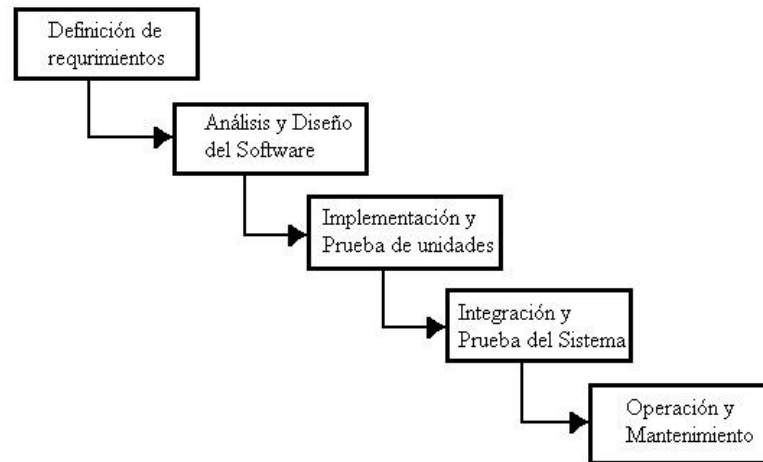 Definición de
requrimientos
Análisis y Diseño
del Software
Implementación y
Prueba de unidades
Integración y
Prueba del Sistema
Operación y
Mantenimiento